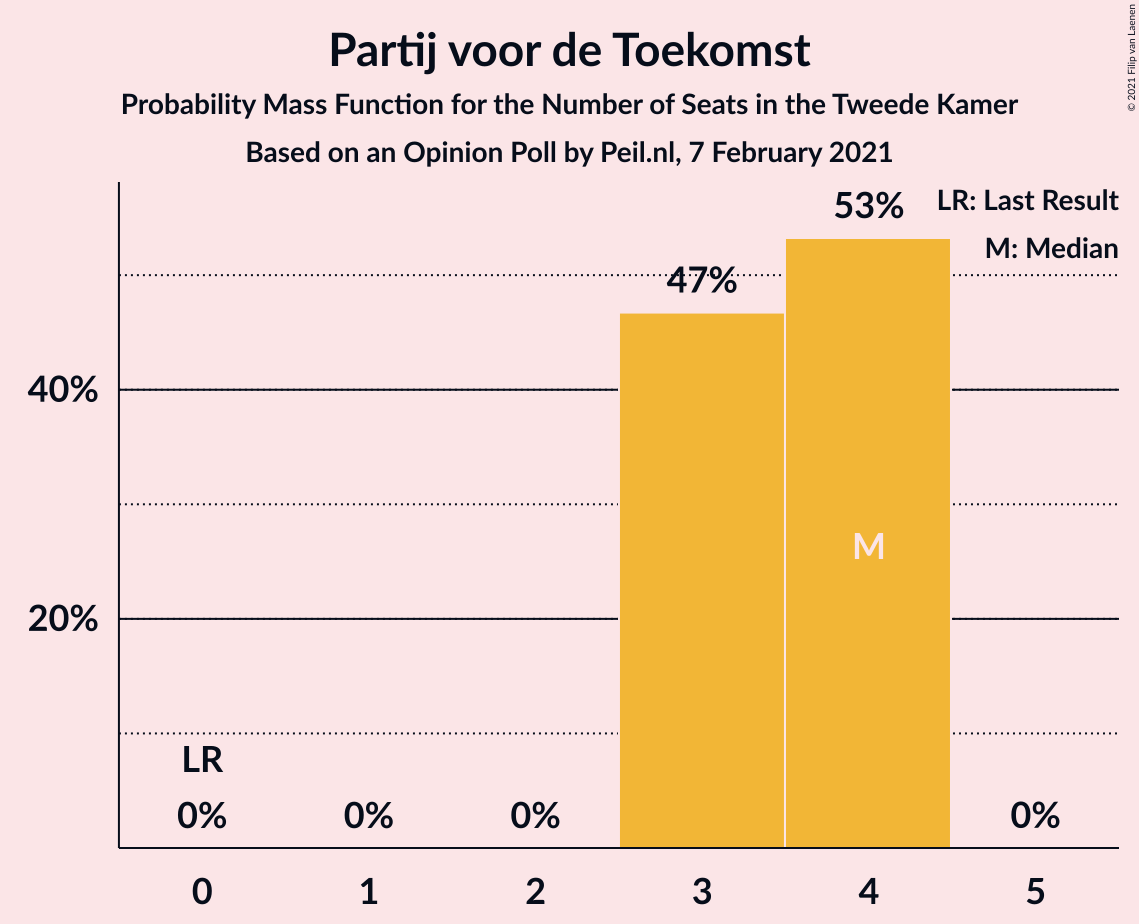 Partij voor de Toekomst
Probability Mass Function for the Number of Seats in the Tweede Kamer
Based on an Opinion Poll by Peil.nl, 7 February 2021
© 2021 Filip van Laenen
LR: Last Result
M: Median
53%
47%
40%
20%
M
LR
0%
0%
0%
0%
0
1
2
3
4
5